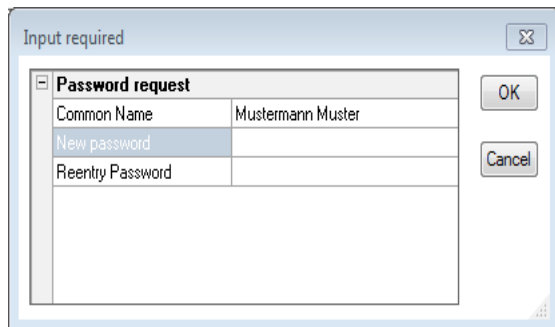 Input required
Password request
OK
Common Name Mustermann Muster
New password
Cancel
Reentry Password